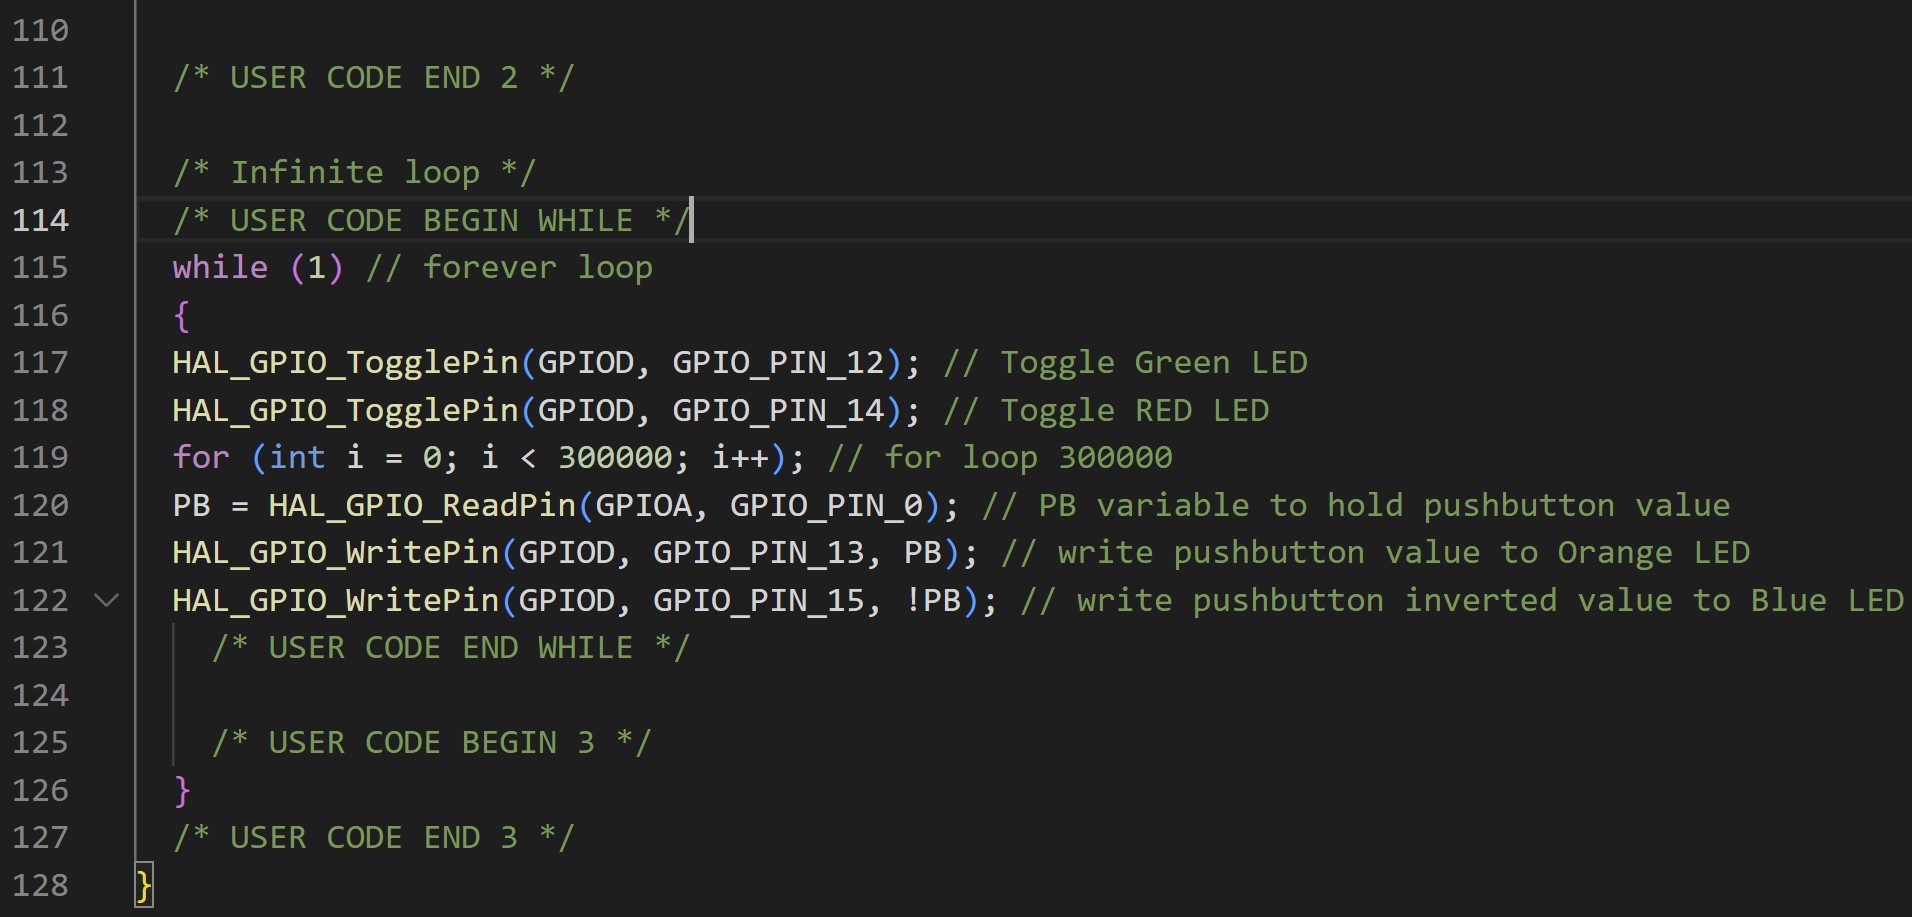 110
111 /* USER CODE END 2 */
112
113 /* Infinite loop */
114 /* USER CODE BEGIN WHILE */
115 while (1) // forever loop
116 {
117 HAL_GPIO_TogglePin(GPIOD, GPIO_PIN_12); // Toggle Green LED
118 HAL_GPIO_TogglePin(GPIOD, GPIO_PIN_14); // Toggle RED LED
119 for (int i = 0; i < 300000; i++); // for loop 300000
120 PB = HAL_GPIO_ReadPin(GPIOA, GPIO_PIN_0); // PB variable to hold pushbutton value
121 HAL_GPIO_WritePin(GPIOD, GPIO_PIN_13, PB); // write pushbutton value to Orange LED
122 HAL_GPIO_WritePin(GPIOD, GPIO_PIN_15, !PB); // write pushbutton inverted value to Blue LED
123 /* USER CODE END WHILE */
124
125 /* USER CODE BEGIN 3 */
126 }
127 /* USER CODE END 3 */
128 }